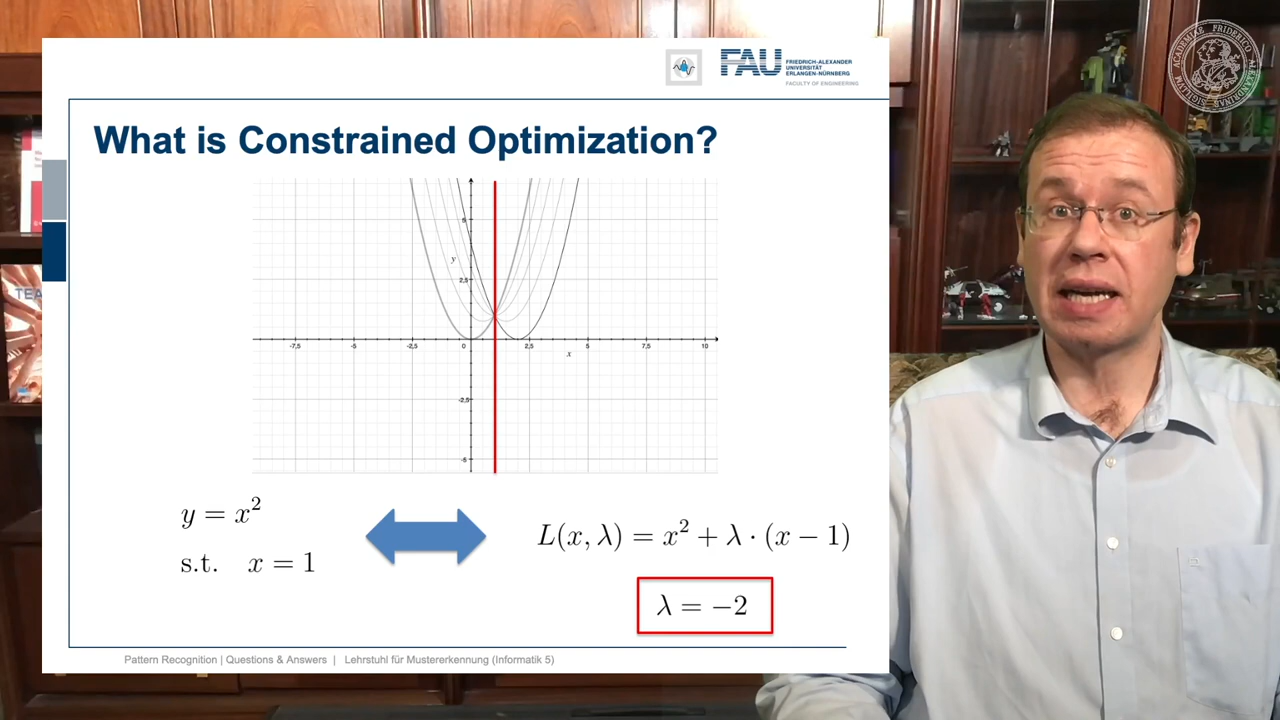 FAU
FRIEDRICH-ALEXANDER
UNIVERSITÄT
ERLANGEN-NÜRNBERG
FACULTY OF ENGINEERING
What is Constrained Optimization?
5
y
2,5
-7,5 -5 -2,5 0 2,5 5 7,5 10
x
-2,5
-5
y = x²
s.t. x = 1
L(x, λ) = x² + λ · (x − 1)
λ = −2
Pattern Recognition | Questions & Answers | Lehrstuhl für Mustererkennung (Informatik 5)
TEA